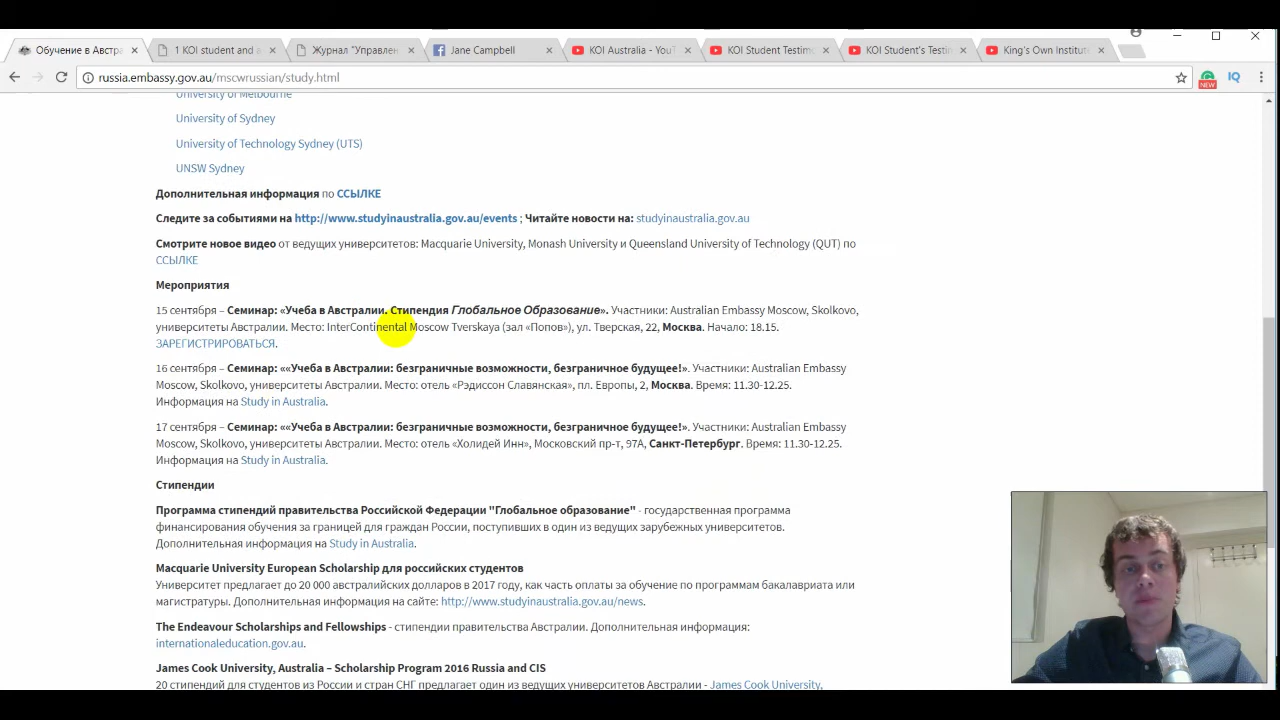 Обучение в Австра
1 KOI student and a
Журнал "Управлен
Jane Campbell
KOI Australia - YouT
KOI Student Testimo
KOI Student's Testin
King's Own Institut
russia.embassy.gov.au/mscwrussian/study.html
NEW
IQ
University of Melbourne
University of Sydney
University of Technology Sydney (UTS)
UNSW Sydney
Дополнительная информация по ССЫЛКЕ
Следите за событиями на http://www.studyinaustralia.gov.au/events ; Читайте новости на: studyinaustralia.gov.au
Смотрите новое видео от ведущих университетов: Macquarie University, Monash University и Queensland University of Technology (QUT) по
ССЫЛКЕ
Мероприятия
15 сентября – Семинар: «Учеба в Австралии. Стипендия Глобальное Образование». Участники: Australian Embassy Moscow, Skolkovo,
университеты Австралии. Место: InterContinental Moscow Tverskaya (зал «Попов»), ул. Тверская, 22, Москва. Начало: 18.15.
ЗАРЕГИСТРИРОВАТЬСЯ.
16 сентября – Семинар: ««Учеба в Австралии: безграничные возможности, безграничное будущее!». Участники: Australian Embassy
Moscow, Skolkovo, университеты Австралии. Место: отель «Рэдиссон Славянская», пл. Европы, 2, Москва. Время: 11.30-12.25.
Информация на Study in Australia.
17 сентября – Семинар: ««Учеба в Австралии: безграничные возможности, безграничное будущее!». Участники: Australian Embassy
Moscow, Skolkovo, университеты Австралии. Место: отель «Холидей Инн», Московский пр-т, 97А, Санкт-Петербург. Время: 11.30-12.25.
Информация на Study in Australia.
Стипендии
Программа стипендий правительства Российской Федерации "Глобальное образование" - государственная программа
финансирования обучения за границей для граждан России, поступивших в один из ведущих зарубежных университетов.
Дополнительная информация на Study in Australia.
Macquarie University European Scholarship для российских студентов
Университет предлагает до 20 000 австралийских долларов в 2017 году, как часть оплаты за обучение по программам бакалавриата или
магистратуры. Дополнительная информация на сайте: http://www.studyinaustralia.gov.au/news.
The Endeavour Scholarships and Fellowships - стипендии правительства Австралии. Дополнительная информация:
internationaleducation.gov.au.
James Cook University, Australia – Scholarship Program 2016 Russia and CIS
20 стипендий для студентов из России и стран СНГ предлагает один из ведущих университетов Австралии - James Cook University,